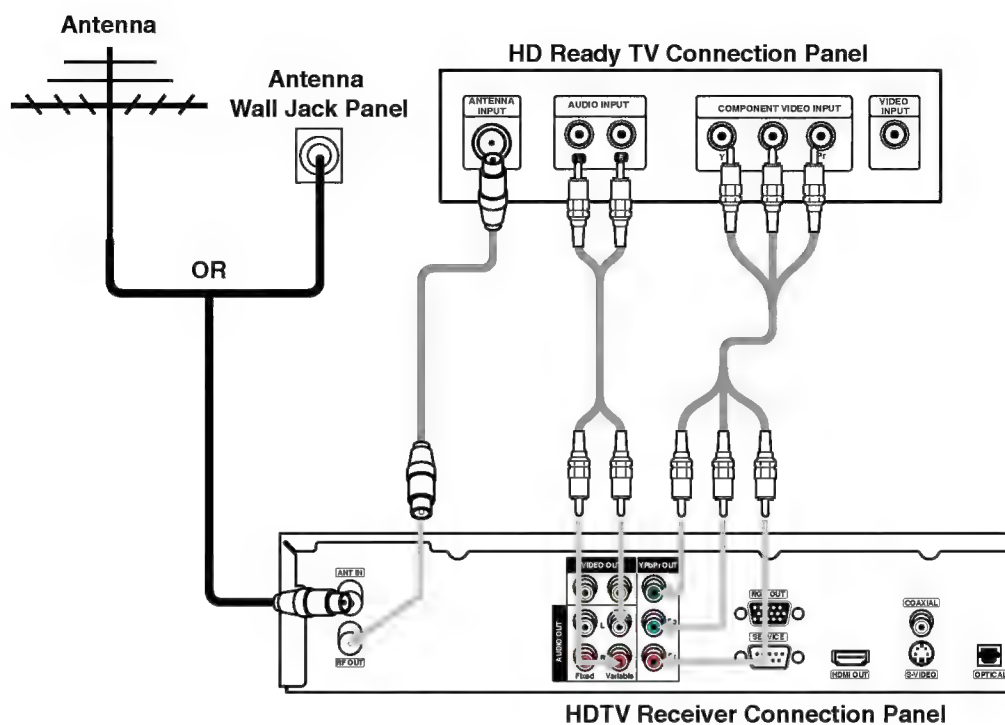 Antenna
Antenna
Wall Jack Panel
OR
HD Ready TV Connection Panel
ANTENNA
INPUT
AUDIO INPUT
COMPONENT VIDEO INPUT
VIDEO
INPUT
Y
Pr
ANT IN
RF OUT
VIDEO OUT
YPbPr OUT
AUDIO OUT
L
R
Fixed
Variable
OUT
SERVICE
HDMI OUT
COAXIAL
S-VIDEO
OPTICAL
HDTV Receiver Connection Panel